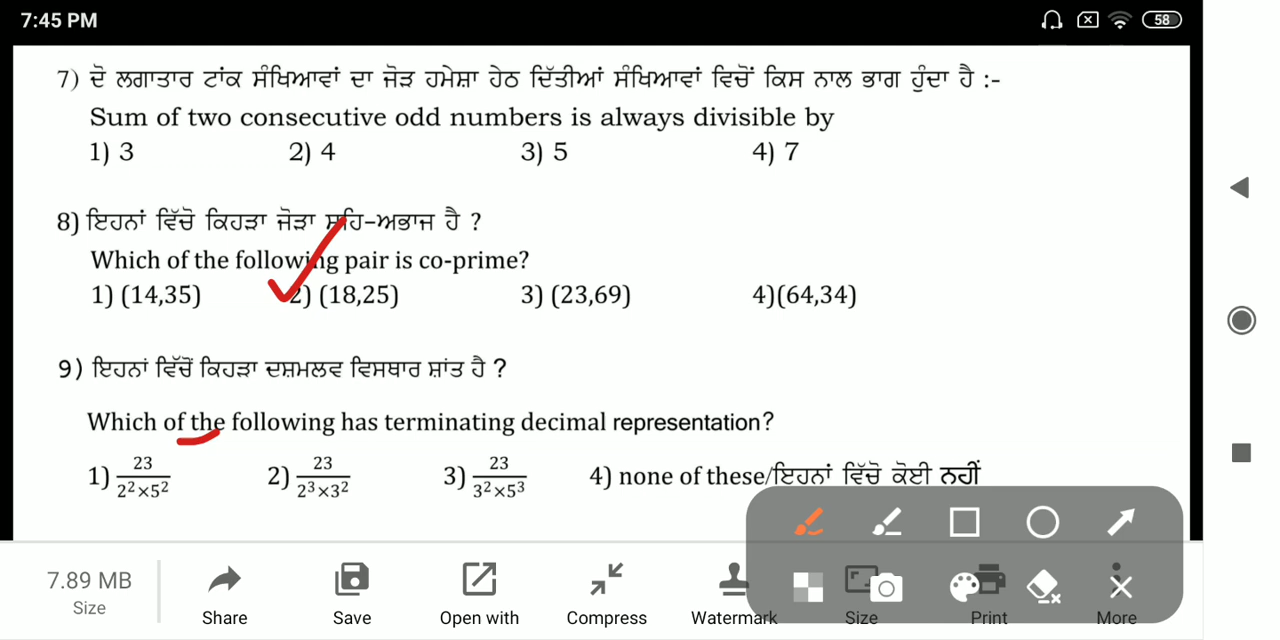 7:45 PM 58
7) ਦੋ ਲਗਾਤਾਰ ਟਾਂਕ ਸੰਖਿਆਵਾਂ ਦਾ ਜੋੜ ਹਮੇਸ਼ਾ ਹੇਠ ਦਿੱਤੀਆਂ ਸੰਖਿਆਵਾਂ ਵਿਚੋਂ ਕਿਸ ਨਾਲ ਭਾਗ ਹੁੰਦਾ ਹੈ :-
Sum of two consecutive odd numbers is always divisible by
1) 3 2) 4 3) 5 4) 7
8) ਇਹਨਾਂ ਵਿੱਚੋ ਕਿਹੜਾ ਜੋੜਾ ਸਹਿ-ਅਭਾਜ ਹੈ ?
Which of the following pair is co-prime?
1) (14,35) 2) (18,25) 3) (23,69) 4)(64,34)
9) ਇਹਨਾਂ ਵਿੱਚੋਂ ਕਿਹੜਾ ਦਸ਼ਮਲਵ ਵਿਸਥਾਰ ਸ਼ਾਂਤ ਹੈ ?
Which of the following has terminating decimal representation?
1) 23/2²×5² 2) 23/2³×3² 3) 23/3²×5³ 4) none of these/ਇਹਨਾਂ ਵਿੱਚੋ ਕੋਈ ਨਹੀਂ
7.89 MB
Size
Share Save Open with Compress Watermark Size Print More